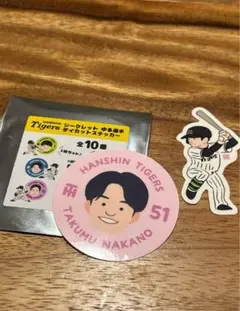 Tigers シークレット ゆる選手
ダイカットステッカー
全10種
HANSHIN TIGERS
51
TAKUMU NAKANO